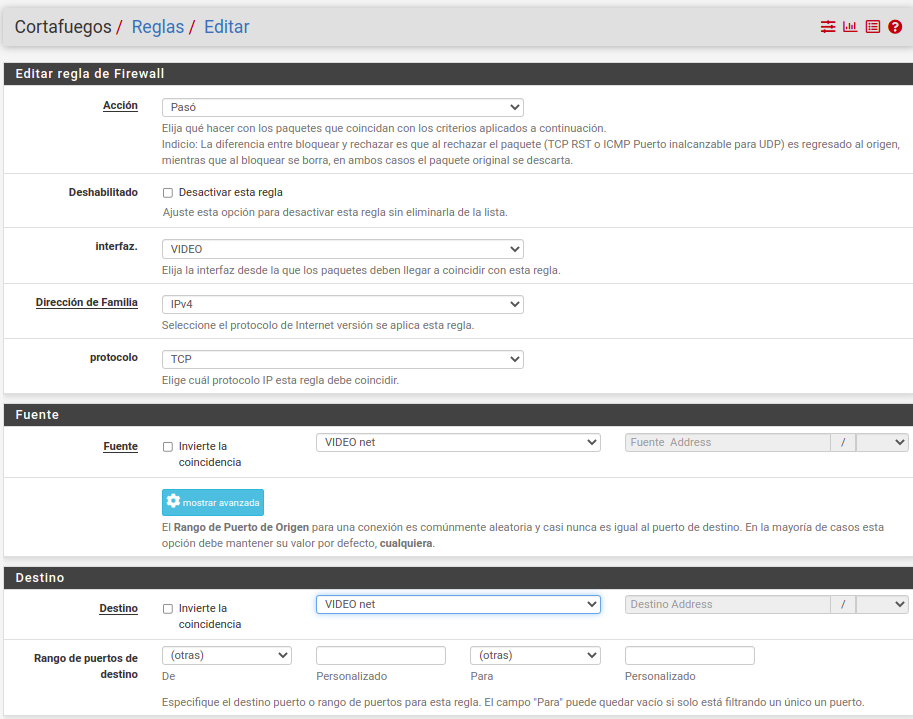 Cortafuegos / Reglas / Editar
Editar regla de Firewall
Acción
Pasó
Elija qué hacer con los paquetes que coincidan con los criterios aplicados a continuación.
Indicio: La diferencia entre bloquear y rechazar es que al rechazar el paquete (TCP RST o ICMP Puerto inalcanzable para UDP) es regresado al origen,
mientras que al bloquear se borra, en ambos casos el paquete original se descarta.
Deshabilitado
Desactivar esta regla
Ajuste esta opción para desactivar esta regla sin eliminarla de la lista.
interfaz.
VIDEO
Elija la interfaz desde la que los paquetes deben llegar a coincidir con esta regla.
Dirección de Familia
IPv4
Seleccione el protocolo de Internet versión se aplica esta regla.
protocolo
TCP
Elige cuál protocolo IP esta regla debe coincidir.
Fuente
Fuente
Invierte la
coincidencia
VIDEO net
Fuente Address
/
mostrar avanzada
El Rango de Puerto de Origen para una conexión es comúnmente aleatoria y casi nunca es igual al puerto de destino. En la mayoría de casos esta
opción debe mantener su valor por defecto, cualquiera.
Destino
Destino
Invierte la
coincidencia
VIDEO net
Destino Address
/
Rango de puertos de
destino
(otras)
(otras)
De
Personalizado
Para
Personalizado
Especifique el destino puerto o rango de puertos para esta regla. El campo "Para" puede quedar vacío si solo está filtrando un único un puerto.